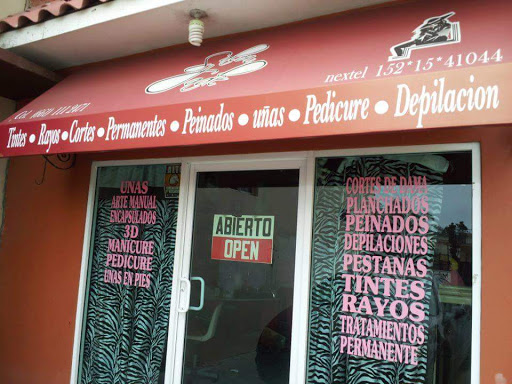 nextel 152*15*41044
Tintes • Rayos • Cortes • Permanentes • Peinados • uñas • Pedicure • Depilacion
UNAS
ARTE MANUAL
ENCAPSULADOS
3D
MANICURE
PEDICURE
UNAS EN PIES
ABIERTO
OPEN
CORTES DE DAMA
PLANCHADOS
PEINADOS
DEPILACIONES
PESTANAS
TINTES
RAYOS
TRATAMIENTOS
PERMANENTE